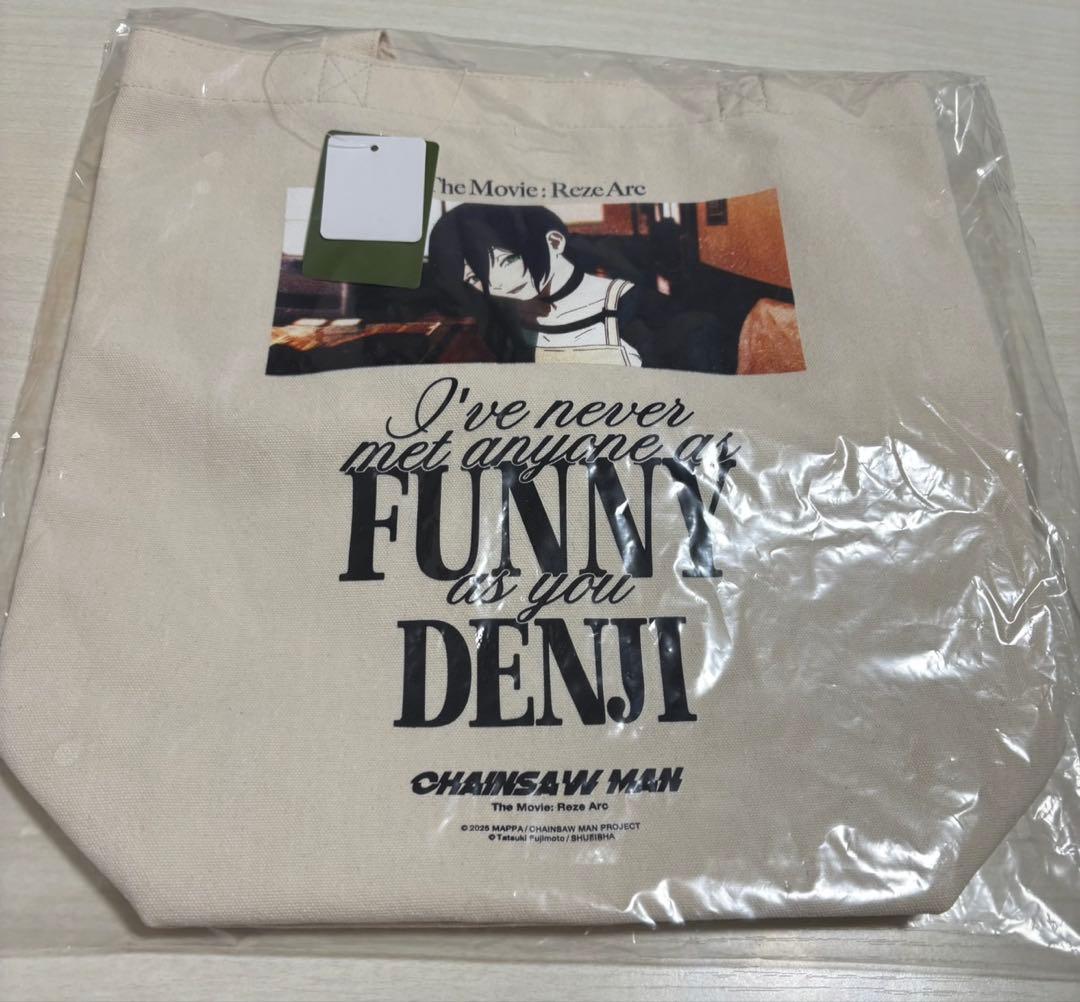 The Movie: Reze Arc
I've never
met anyone as
FUNNY
as you
DENJI
CHAINSAW MAN
The Movie: Reze Arc
© 2025 MAPPA/CHAINSAW MAN PROJECT
© Tatsuki Fujimoto/SHUEISHA